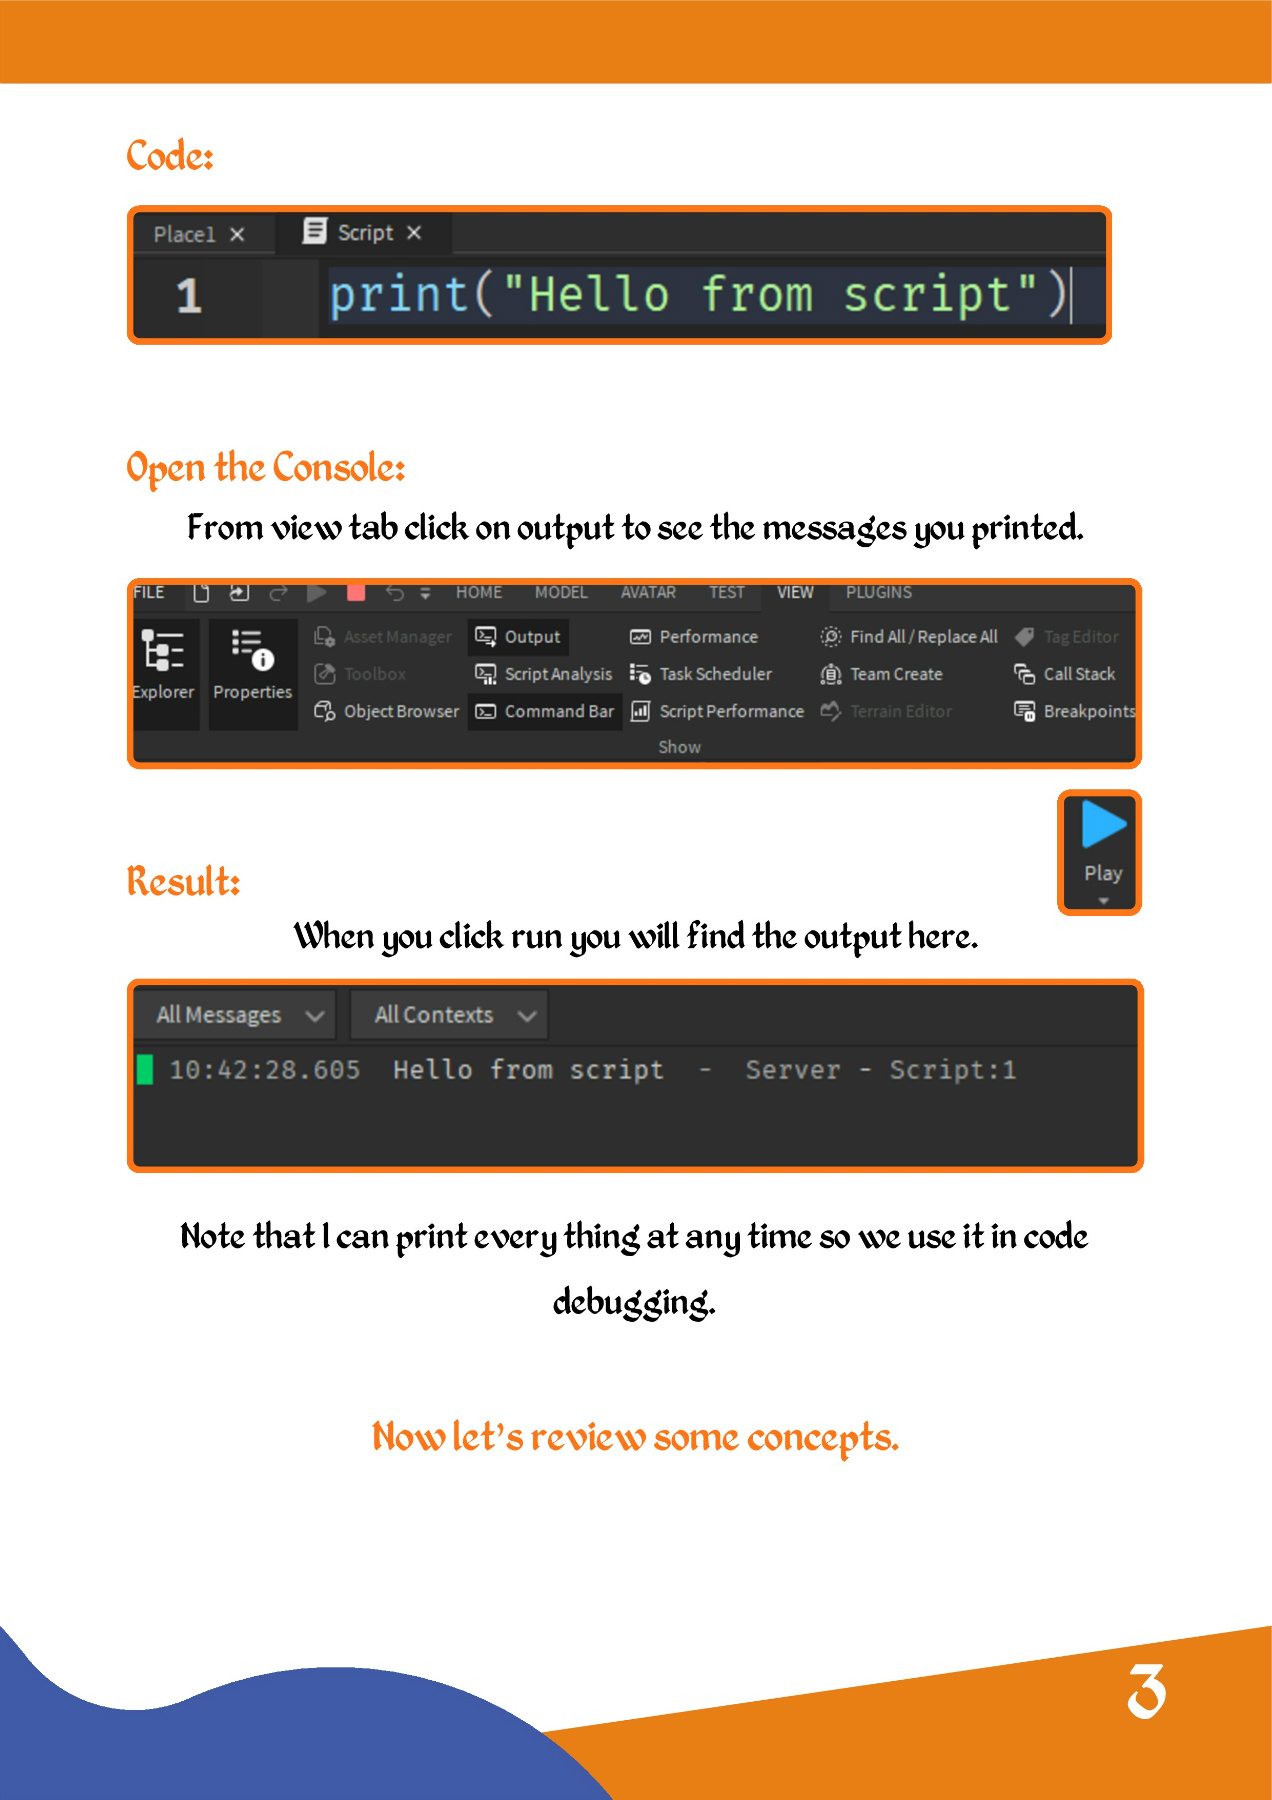 Code:
Place1 × Script ×
1 print("Hello from script")
Open the Console:
From view tab click on output to see the messages you printed.
FILE HOME MODEL AVATAR TEST VIEW PLUGINS
Asset Manager Output Performance Find All / Replace All Tag Editor
Toolbox Script Analysis Task Scheduler Team Create Call Stack
Explorer Properties Object Browser Command Bar Script Performance Terrain Editor Breakpoints
Show
Play
Result:
When you click run you will find the output here.
All Messages All Contexts
10:42:28.605 Hello from script - Server - Script:1
Note that I can print every thing at any time so we use it in code
debugging.
Now let's review some concepts.
3